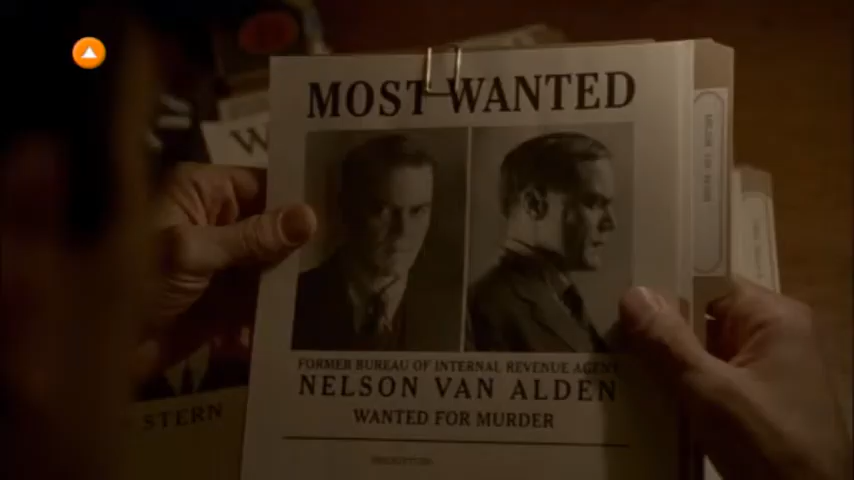 MOST WANTED
W
FORMER BUREAU OF INTERNAL REVENUE AGENT
NELSON VAN ALDEN
WANTED FOR MURDER
STERN